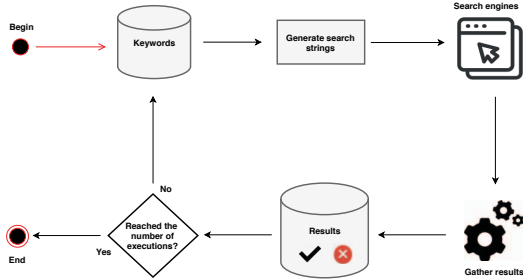 Begin
Keywords
Generate search
strings
Search engines
No
Reached the
number of
executions?
Yes
End
Results
Gather results